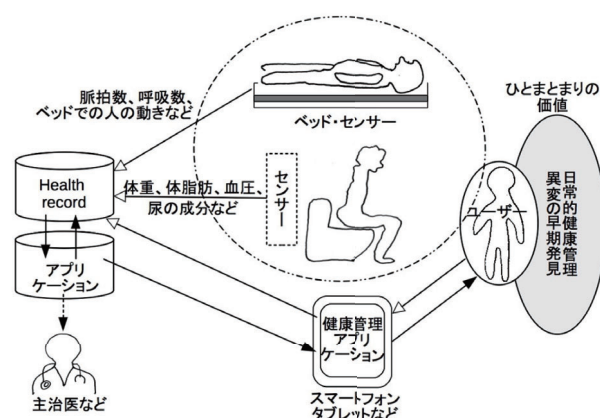 脈拍数、呼吸数、
ベッドでの人の動きなど
ベッド・センサー
ひとまとまりの
価値
Health
record
体重、体脂肪、血圧、
尿の成分など
センサー
ユーザー
日常的健康管理
異変の早期発見
アプリ
ケーション
健康管理
アプリ
ケーション
主治医など
スマートフォン
タブレットなど